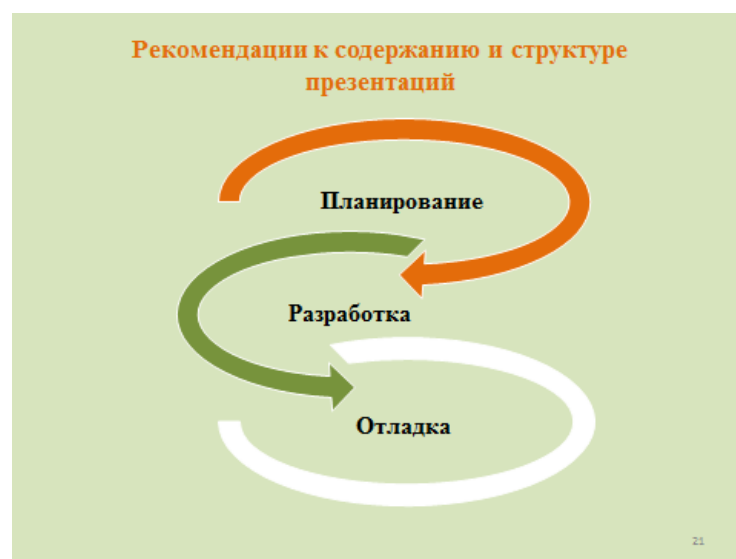 Рекомендации к содержанию и структуре
презентаций
Планирование
Разработка
Отладка
21